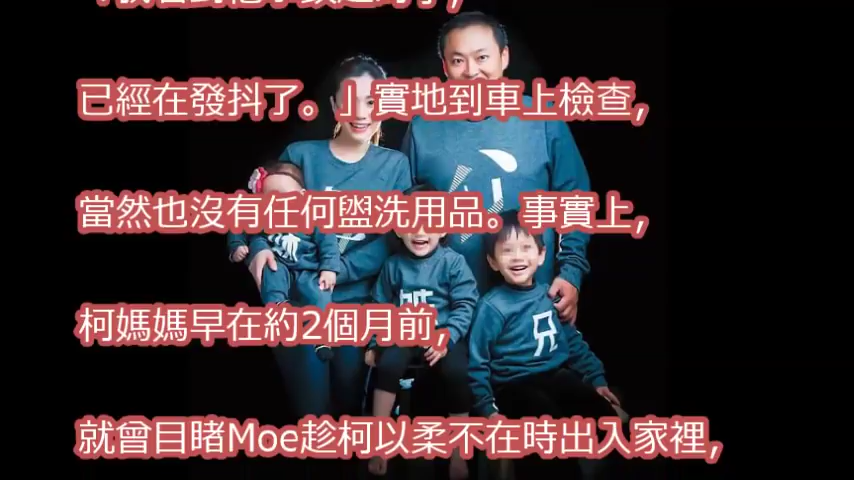 已經在發抖了。」實地到車上檢查，
當然也沒有任何盥洗用品。事實上，
柯媽媽早在約2個月前，
就曾目睹Moe趁柯以柔不在時出入家裡，
兄